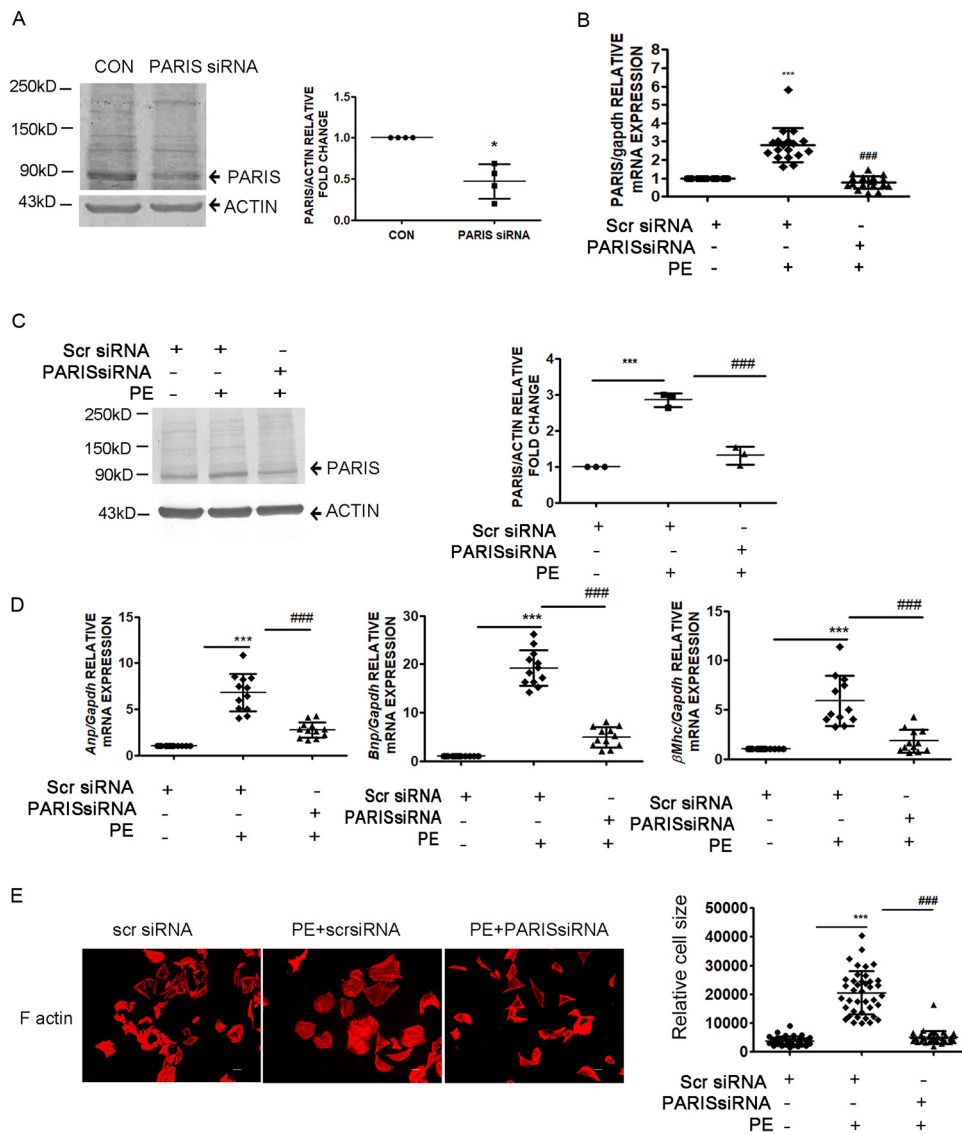 A
CON PARIS siRNA
250kD
150kD
90kD
43kD
PARIS
ACTIN
PARIS/ACTIN RELATIVE
FOLD CHANGE
1.5
1.0
0.5
0.0
*
CON PARIS siRNA
B
PARIS/gapdh RELATIVE
mRNA EXPRESSION
8
7
6
5
4
3
2
1
0
***
###
Scr siRNA + + -
PARISsiRNA - - +
PE - + +
C
Scr siRNA + + -
PARISsiRNA - - +
PE - + +
250kD
150kD
90kD
43kD
PARIS
ACTIN
PARIS/ACTIN RELATIVE
FOLD CHANGE
4
3
2
1
0
*** ###
Scr siRNA + + -
PARISsiRNA - - +
PE - + +
D
Anp/Gapdh RELATIVE
mRNA EXPRESSION
15
10
5
0
*** ###
Scr siRNA + + -
PARISsiRNA - - +
PE - + +
Bnp/Gapdh RELATIVE
mRNA EXPRESSION
30
20
10
0
*** ###
Scr siRNA + + -
PARISsiRNA - - +
PE - + +
βMhc/Gapdh RELATIVE
mRNA EXPRESSION
15
10
5
0
*** ###
Scr siRNA + + -
PARISsiRNA - - +
PE - + +
E
scr siRNA PE+scrsiRNA PE+PARISsiRNA
F actin
Relative cell size
50000
40000
30000
20000
10000
0
*** ###
Scr siRNA + + -
PARISsiRNA - - +
PE - + +